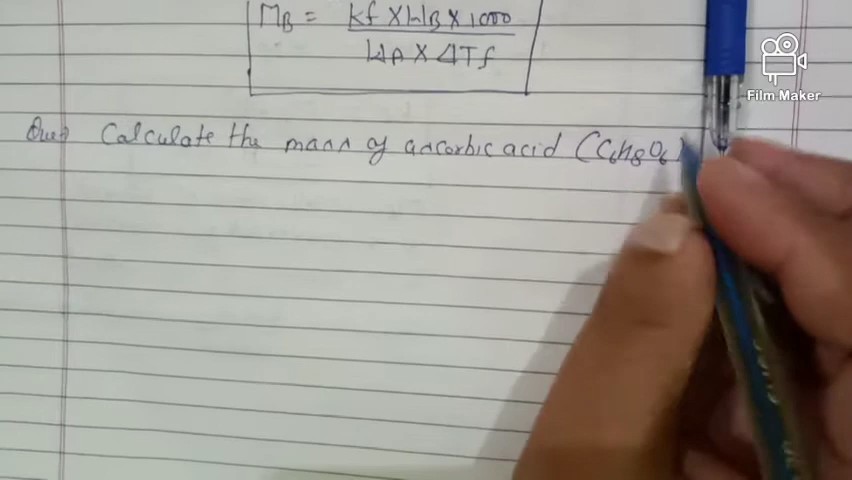 MB = Kf X WB X 1000
WA X ΔTf
Film Maker
Que) Calculate the mass of ascorbic acid (C6H8O6)